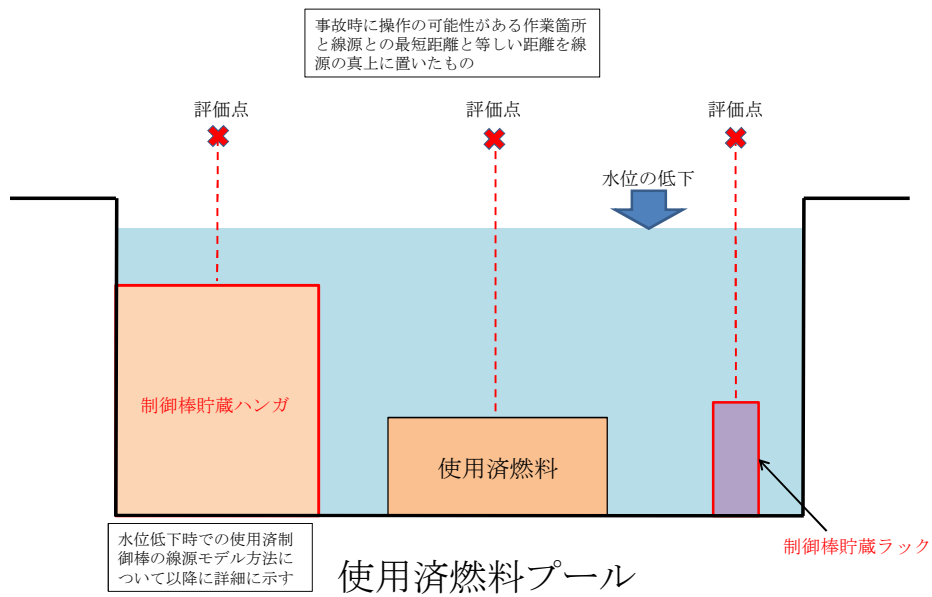 事故時に操作の可能性がある作業箇所
と線源との最短距離と等しい距離を線
源の真上に置いたもの
評価点
評価点
評価点
水位の低下
制御棒貯蔵ハンガ
使用済燃料
制御棒貯蔵ラック
水位低下時での使用済制
御棒の線源モデル方法に
ついて以降に詳細に示す
使用済燃料プール